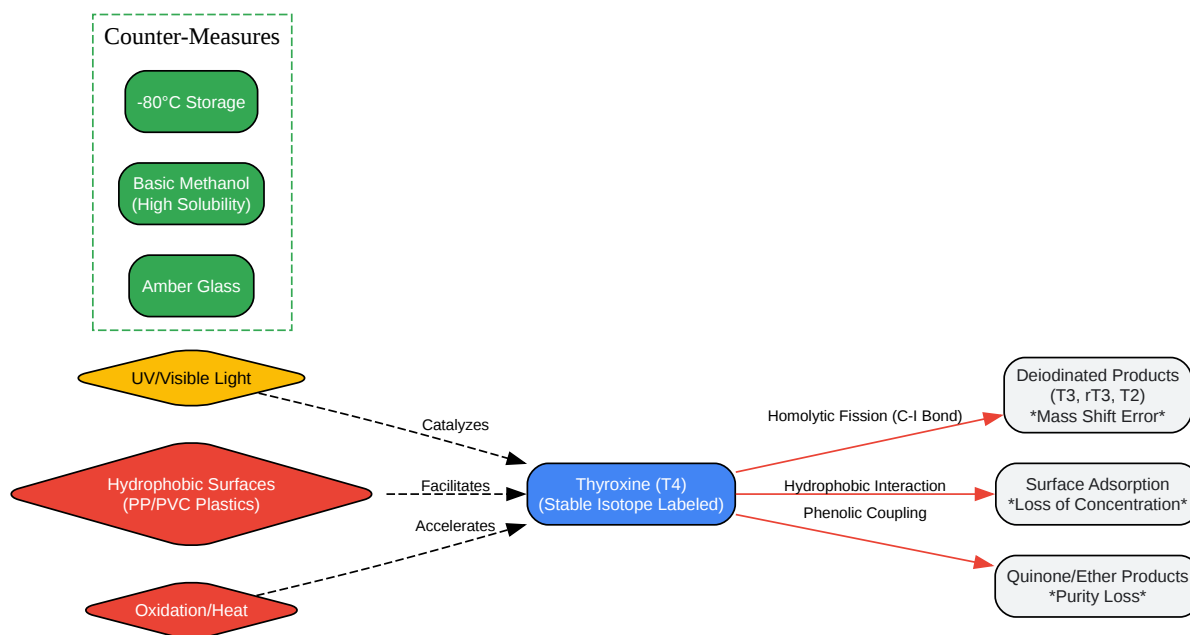 Counter-Measures
-80°C Storage
Basic Methanol
(High Solubility)
Amber Glass
UV/Visible Light
Catalyzes
Hydrophobic Surfaces
(PP/PVC Plastics)
Facilitates
Oxidation/Heat
Accelerates
Thyroxine (T4)
(Stable Isotope Labeled)
Homolytic Fission (C-I Bond)
Hydrophobic Interaction
Phenolic Coupling
Deiodinated Products
(T3, rT3, T2)
*Mass Shift Error*
Surface Adsorption
*Loss of Concentration*
Quinone/Ether Products
*Purity Loss*